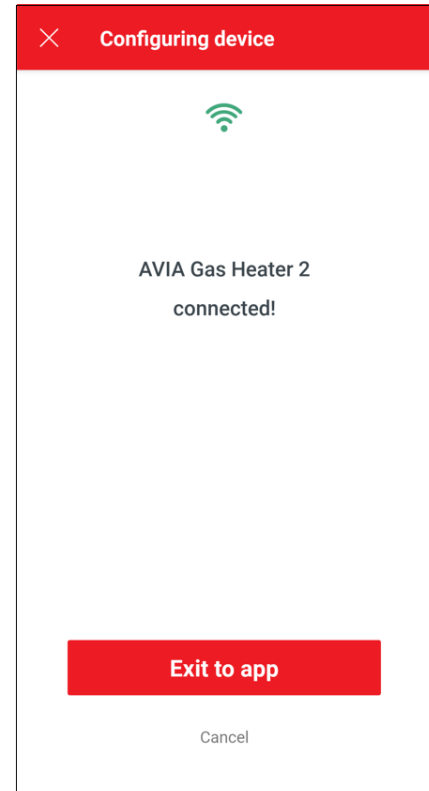 Configuring device
AVIA Gas Heater 2
connected!
Exit to app
Cancel